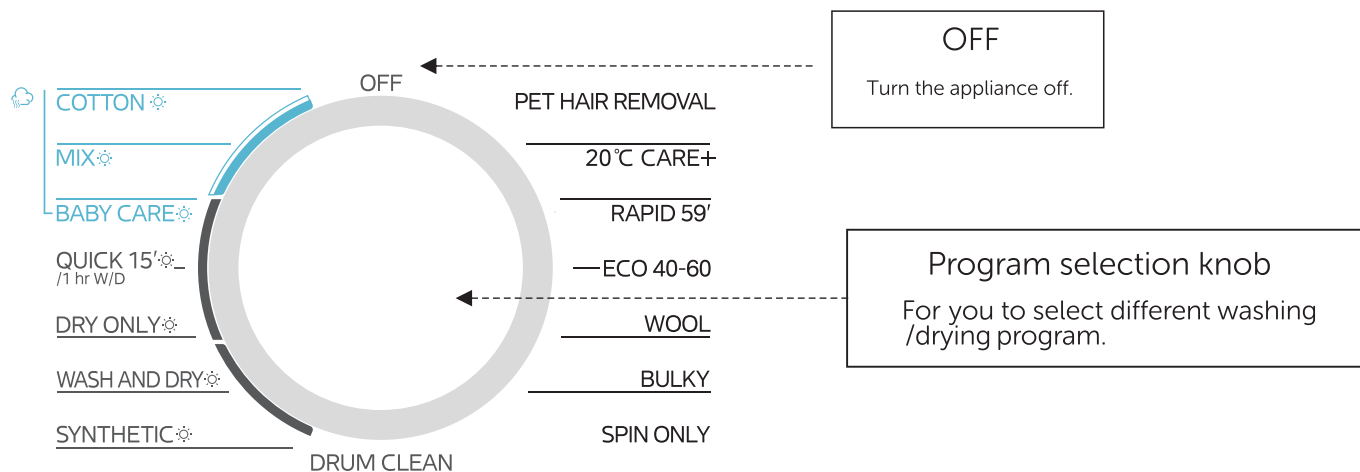 OFF
COTTON
MIX
BABY CARE
QUICK 15'
/1 hr W/D
DRY ONLY
WASH AND DRY
SYNTHETIC
DRUM CLEAN
PET HAIR REMOVAL
20℃ CARE+
RAPID 59'
ECO 40-60
WOOL
BULKY
SPIN ONLY
OFF
Turn the appliance off.
Program selection knob
For you to select different washing
/drying program.